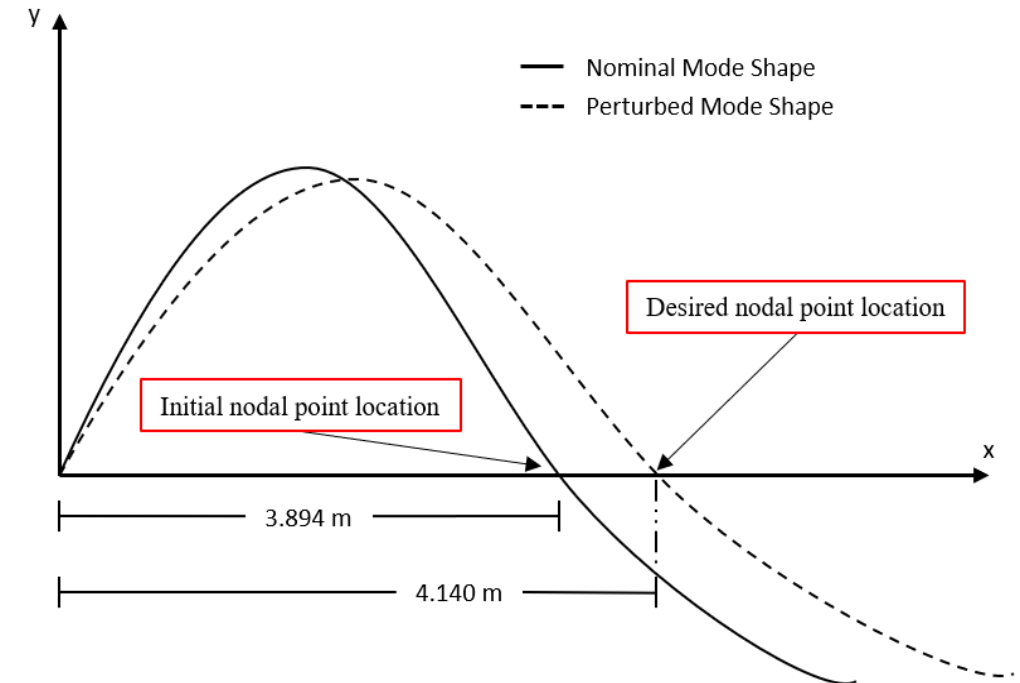 y
Nominal Mode Shape
Perturbed Mode Shape
Desired nodal point location
Initial nodal point location
x
3.894 m
4.140 m